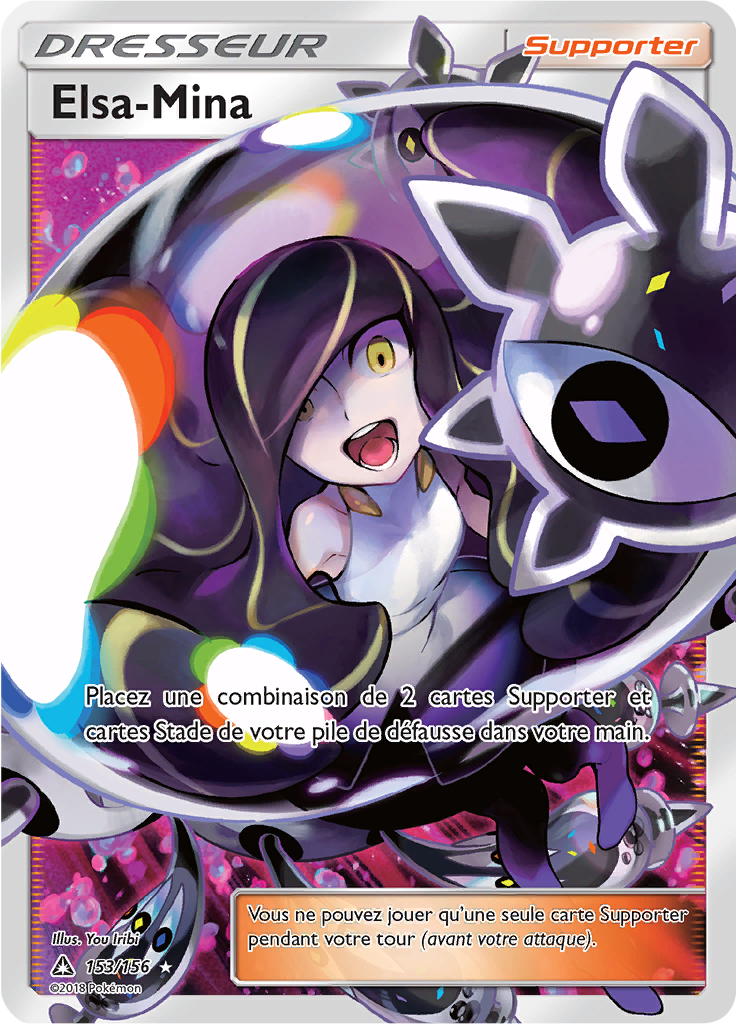 DRESSEUR
Supporter
Elsa-Mina
Placez une combinaison de 2 cartes Supporter et
cartes Stade de votre pile de défausse dans votre main.
Vous ne pouvez jouer qu'une seule carte Supporter
pendant votre tour (avant votre attaque).
Illus. You Iribi
153/156 ★
©2018 Pokémon